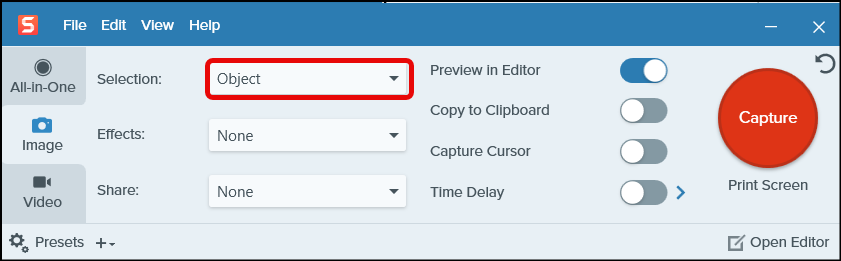 File Edit View Help
All-in-One
Image
Video
Selection: Object
Effects: None
Share: None
Preview in Editor
Copy to Clipboard
Capture Cursor
Time Delay
Capture
Print Screen
Presets
Open Editor